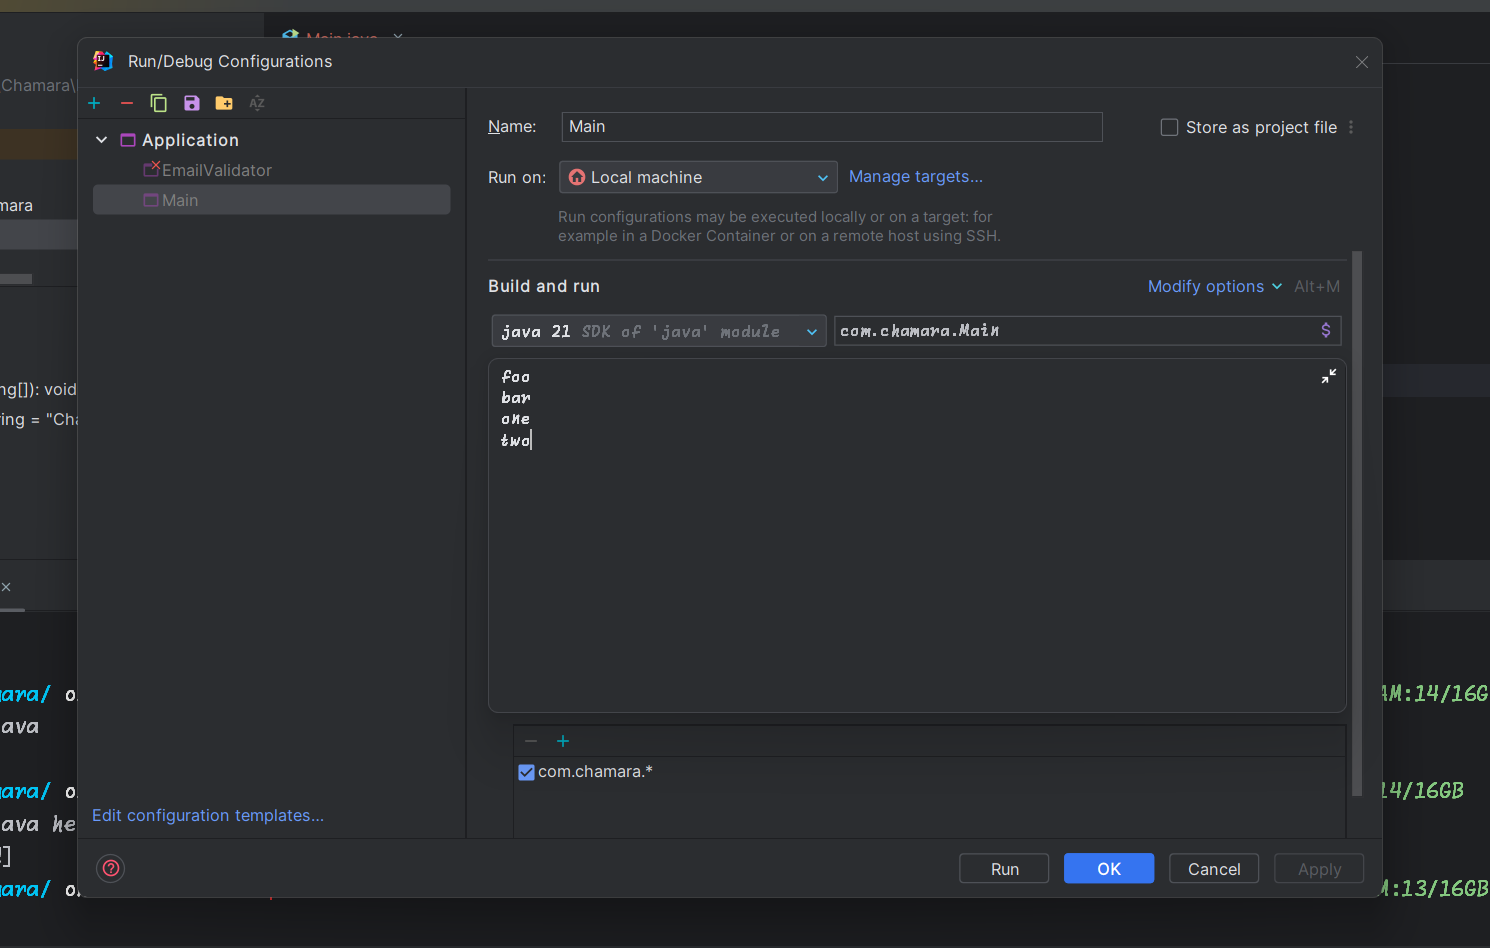 Main.java
Run/Debug Configurations
Chamara\
AZ
Application
EmailValidator
Main
Name: Main
Store as project file
Run on: Local machine Manage targets...
Run configurations may be executed locally or on a target: for
example in a Docker Container or on a remote host using SSH.
mara
Build and run
Modify options Alt+M
java 21 SDK of 'java' module
com.chamara.Main
$
foo
bar
one
two
ng[]): void
ring = "Cha
ara/ o
AM:14/16G
ava
com.chamara.*
ara/ o
14/16GB
ava he
Edit configuration templates...
]
ara/ o
M:13/16GB
?
Run
OK
Cancel
Apply